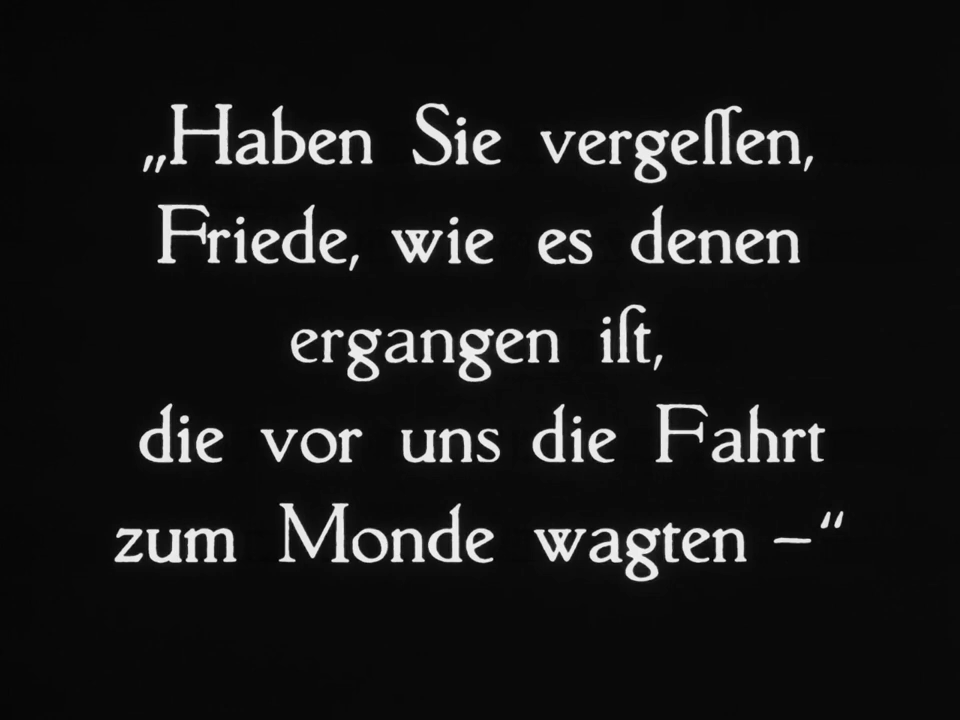 „Haben Sie vergeſſen,
Friede, wie es denen
ergangen iſt,
die vor uns die Fahrt
zum Monde wagten –“